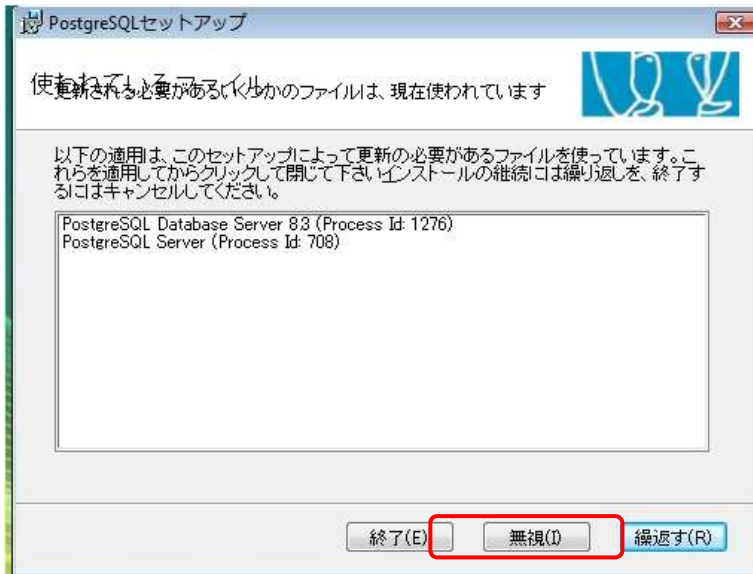 PostgreSQLセットアップ
使われているファイル
更新される必要があるいくつかのファイルは、現在使われています
以下の適用は、このセットアップによって更新の必要があるファイルを使っています。こ
れらを適用してからクリックして閉じて下さいインストールの継続には繰り返しを、終了す
るにはキャンセルしてください。
PostgreSQL Database Server 8.3 (Process Id: 1276)
PostgreSQL Server (Process Id: 708)
終了(E)
無視(I)
繰返す(R)